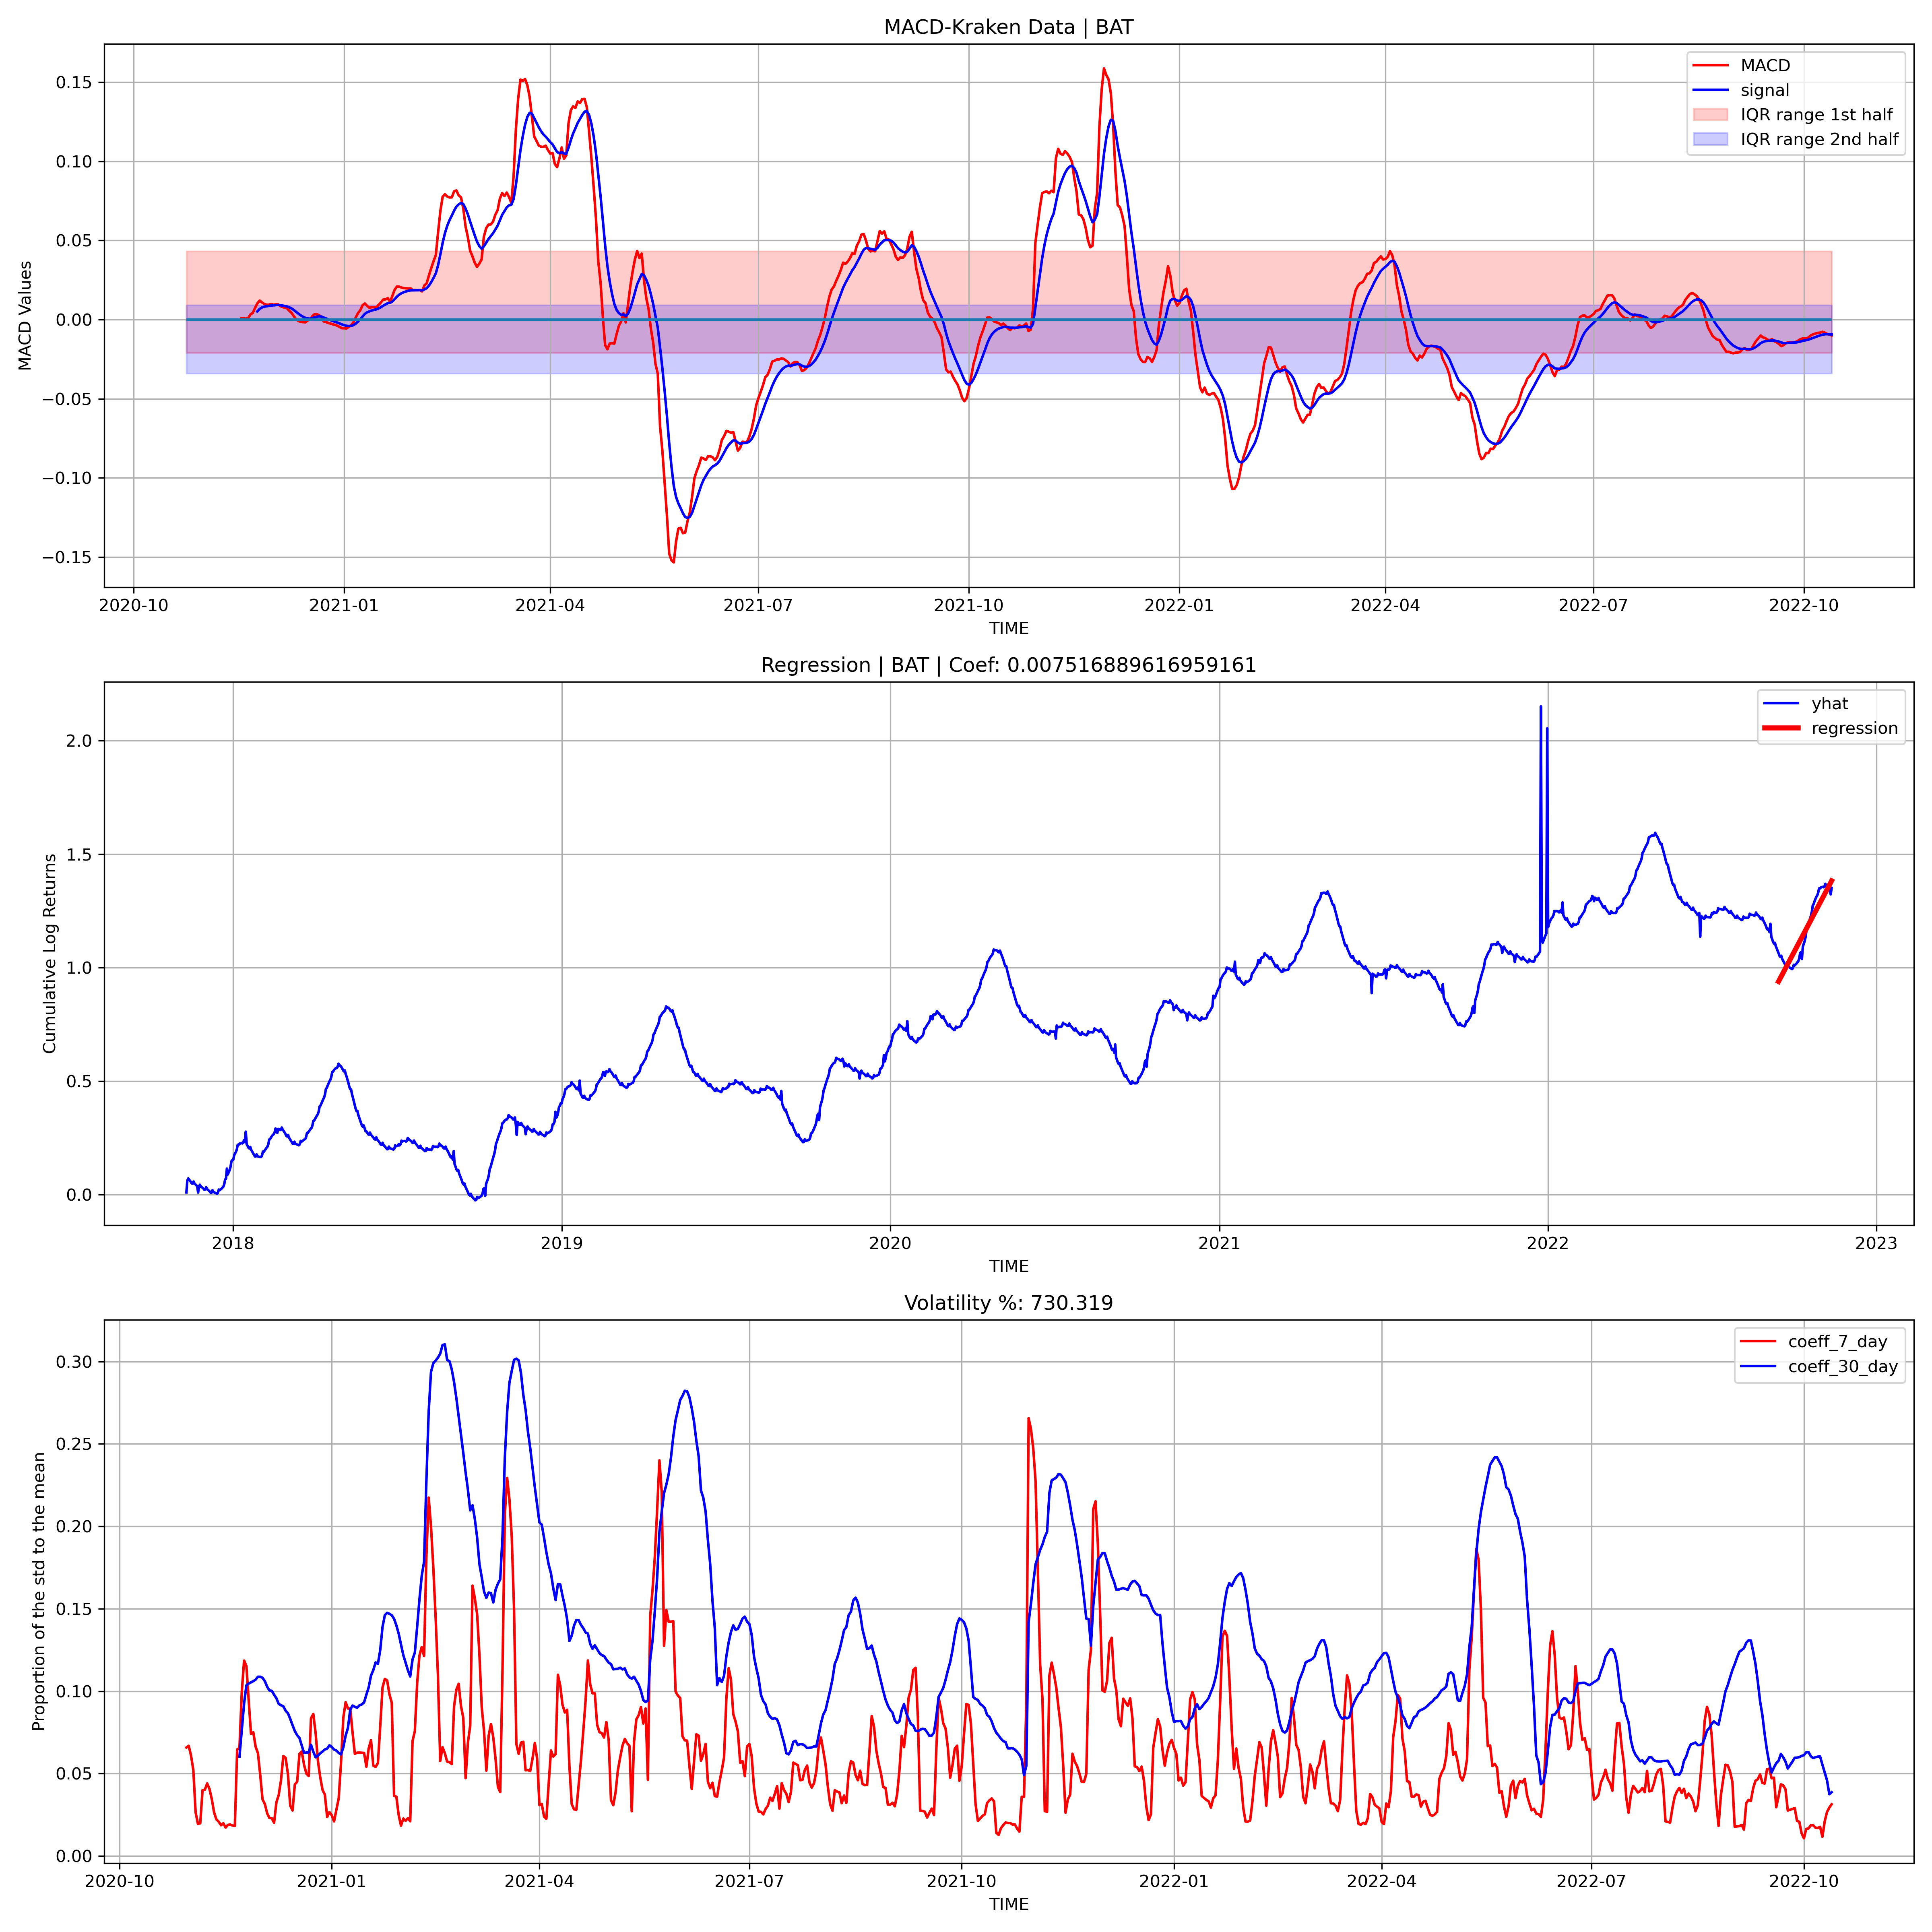 MACD-Kraken Data | BAT
MACD Values
0.15
0.10
0.05
0.00
−0.05
−0.10
−0.15
MACD
signal
IQR range 1st half
IQR range 2nd half
2020-10 2021-01 2021-04 2021-07 2021-10 2022-01 2022-04 2022-07 2022-10
TIME
Regression | BAT | Coef: 0.007516889616959161
Cumulative Log Returns
2.0
1.5
1.0
0.5
0.0
yhat
regression
2018 2019 2020 2021 2022 2023
TIME
Volatility %: 730.319
Proportion of the std to the mean
0.30
0.25
0.20
0.15
0.10
0.05
0.00
coeff_7_day
coeff_30_day
2020-10 2021-01 2021-04 2021-07 2021-10 2022-01 2022-04 2022-07 2022-10
TIME